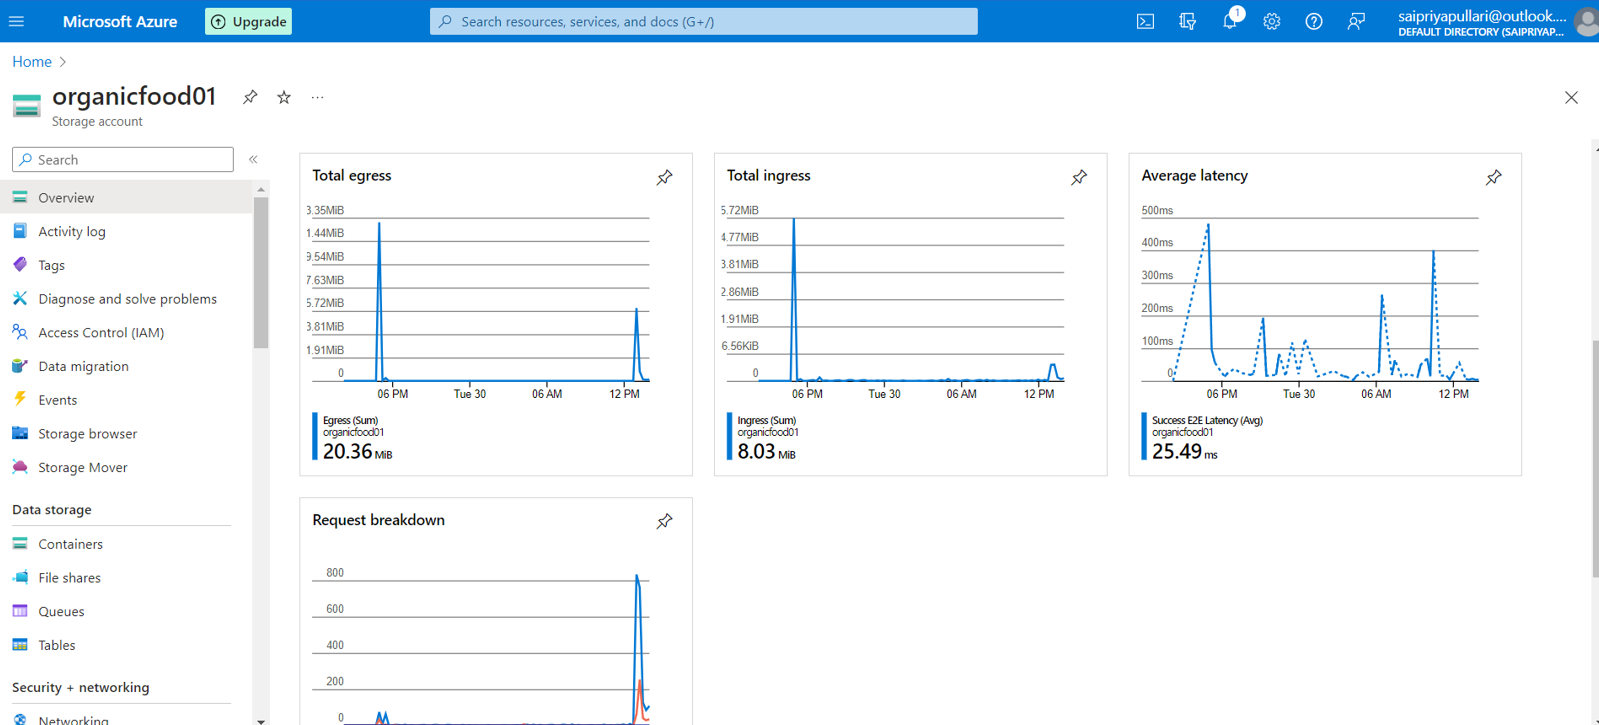 Microsoft Azure
Upgrade
Search resources, services, and docs (G+/)
1
saipriyapullari@outlook....
DEFAULT DIRECTORY (SAIPRIYAP...
Home
organicfood01
...
Storage account
Search
Overview
Activity log
Tags
Diagnose and solve problems
Access Control (IAM)
Data migration
Events
Storage browser
Storage Mover
Data storage
Containers
File shares
Queues
Tables
Security + networking
Networking
Total egress
3.35MiB
1.44MiB
9.54MiB
7.63MiB
5.72MiB
3.81MiB
1.91MiB
0
06 PM Tue 30 06 AM 12 PM
Egress (Sum)
organicfood01
20.36 MiB
Total ingress
5.72MiB
4.77MiB
3.81MiB
2.86MiB
1.91MiB
6.56KiB
0
06 PM Tue 30 06 AM 12 PM
Ingress (Sum)
organicfood01
8.03 MiB
Average latency
500ms
400ms
300ms
200ms
100ms
0
06 PM Tue 30 06 AM 12 PM
Success E2E Latency (Avg)
organicfood01
25.49 ms
Request breakdown
800
600
400
200
0